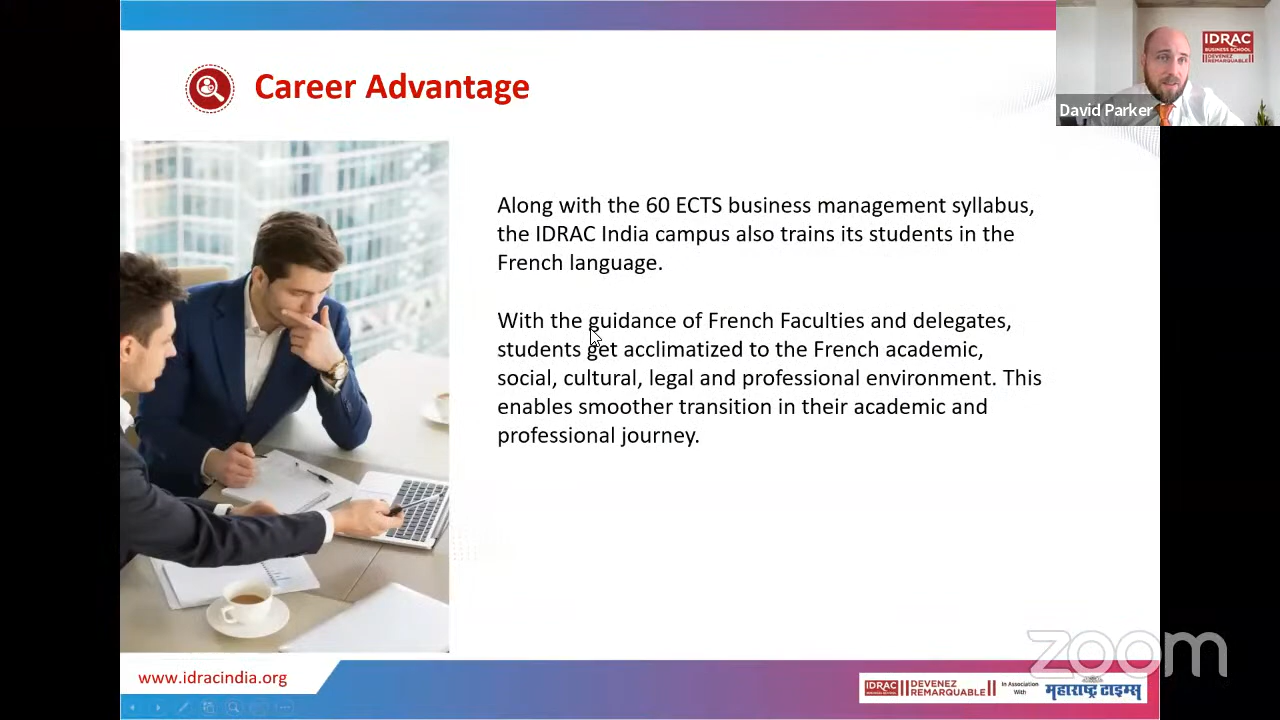 Career Advantage
IDRAC
BUSINESS SCHOOL
DEVENEZ
REMARQUABLE
David Parker
Along with the 60 ECTS business management syllabus,
the IDRAC India campus also trains its students in the
French language.
With the guidance of French Faculties and delegates,
students get acclimatized to the French academic,
social, cultural, legal and professional environment. This
enables smoother transition in their academic and
professional journey.
zoom
www.idracindia.org
IDRAC
BUSINESS SCHOOL
DEVENEZ
REMARQUABLE
In Association
With
महाराष्ट्र टाइम्स